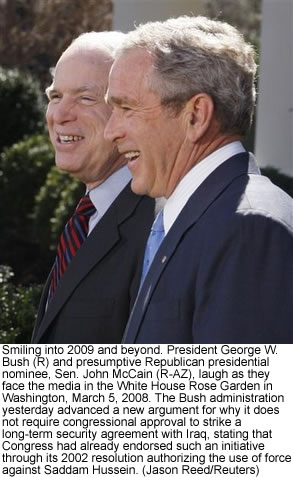 Smiling into 2009 and beyond. President George W.
Bush (R) and presumptive Republican presidential
nominee, Sen. John McCain (R-AZ), laugh as they
face the media in the White House Rose Garden in
Washington, March 5, 2008. The Bush administration
yesterday advanced a new argument for why it does
not require congressional approval to strike a
long-term security agreement with Iraq, stating that
Congress had already endorsed such an initiative
through its 2002 resolution authorizing the use of force
against Saddam Hussein. (Jason Reed/Reuters)